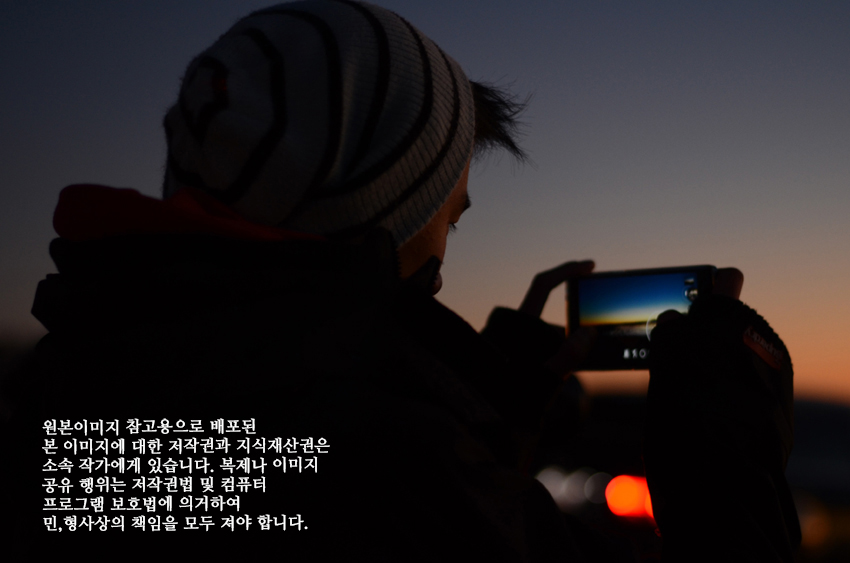 원본이미지 참고용으로 배포된
본 이미지에 대한 저작권과 지식재산권은
소속 작가에게 있습니다. 복제나 이미지
공유 행위는 저작권법 및 컴퓨터
프로그램 보호법에 의거하여
민,형사상의 책임을 모두 져야 합니다.